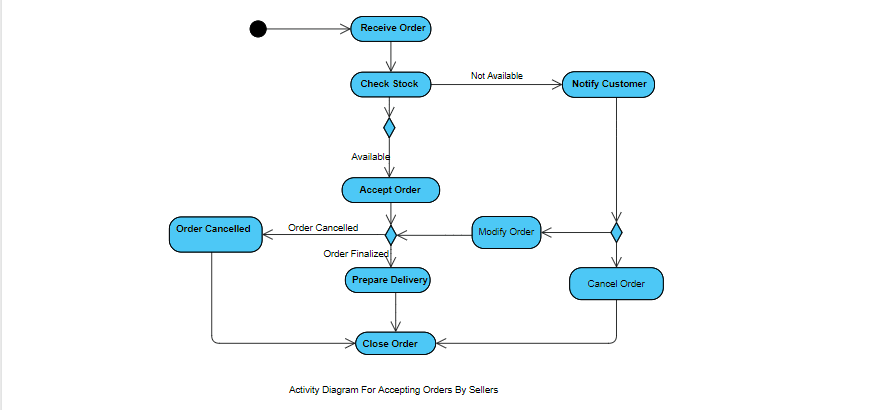 Receive Order
Check Stock
Not Available
Notify Customer
Available
Accept Order
Order Cancelled
Order Cancelled
Modify Order
Order Finalized
Prepare Delivery
Cancel Order
Close Order
Activity Diagram For Accepting Orders By Sellers